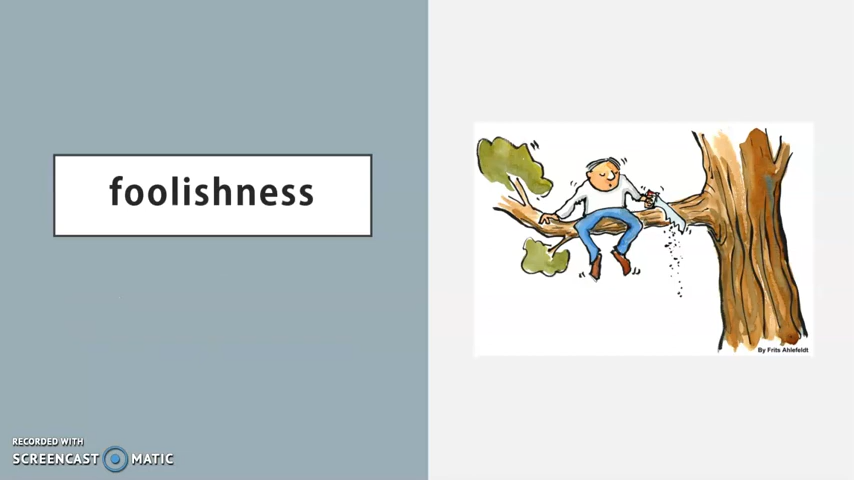 foolishness
By Frits Ahlefeldt
RECORDED WITH
SCREENCAST MATIC